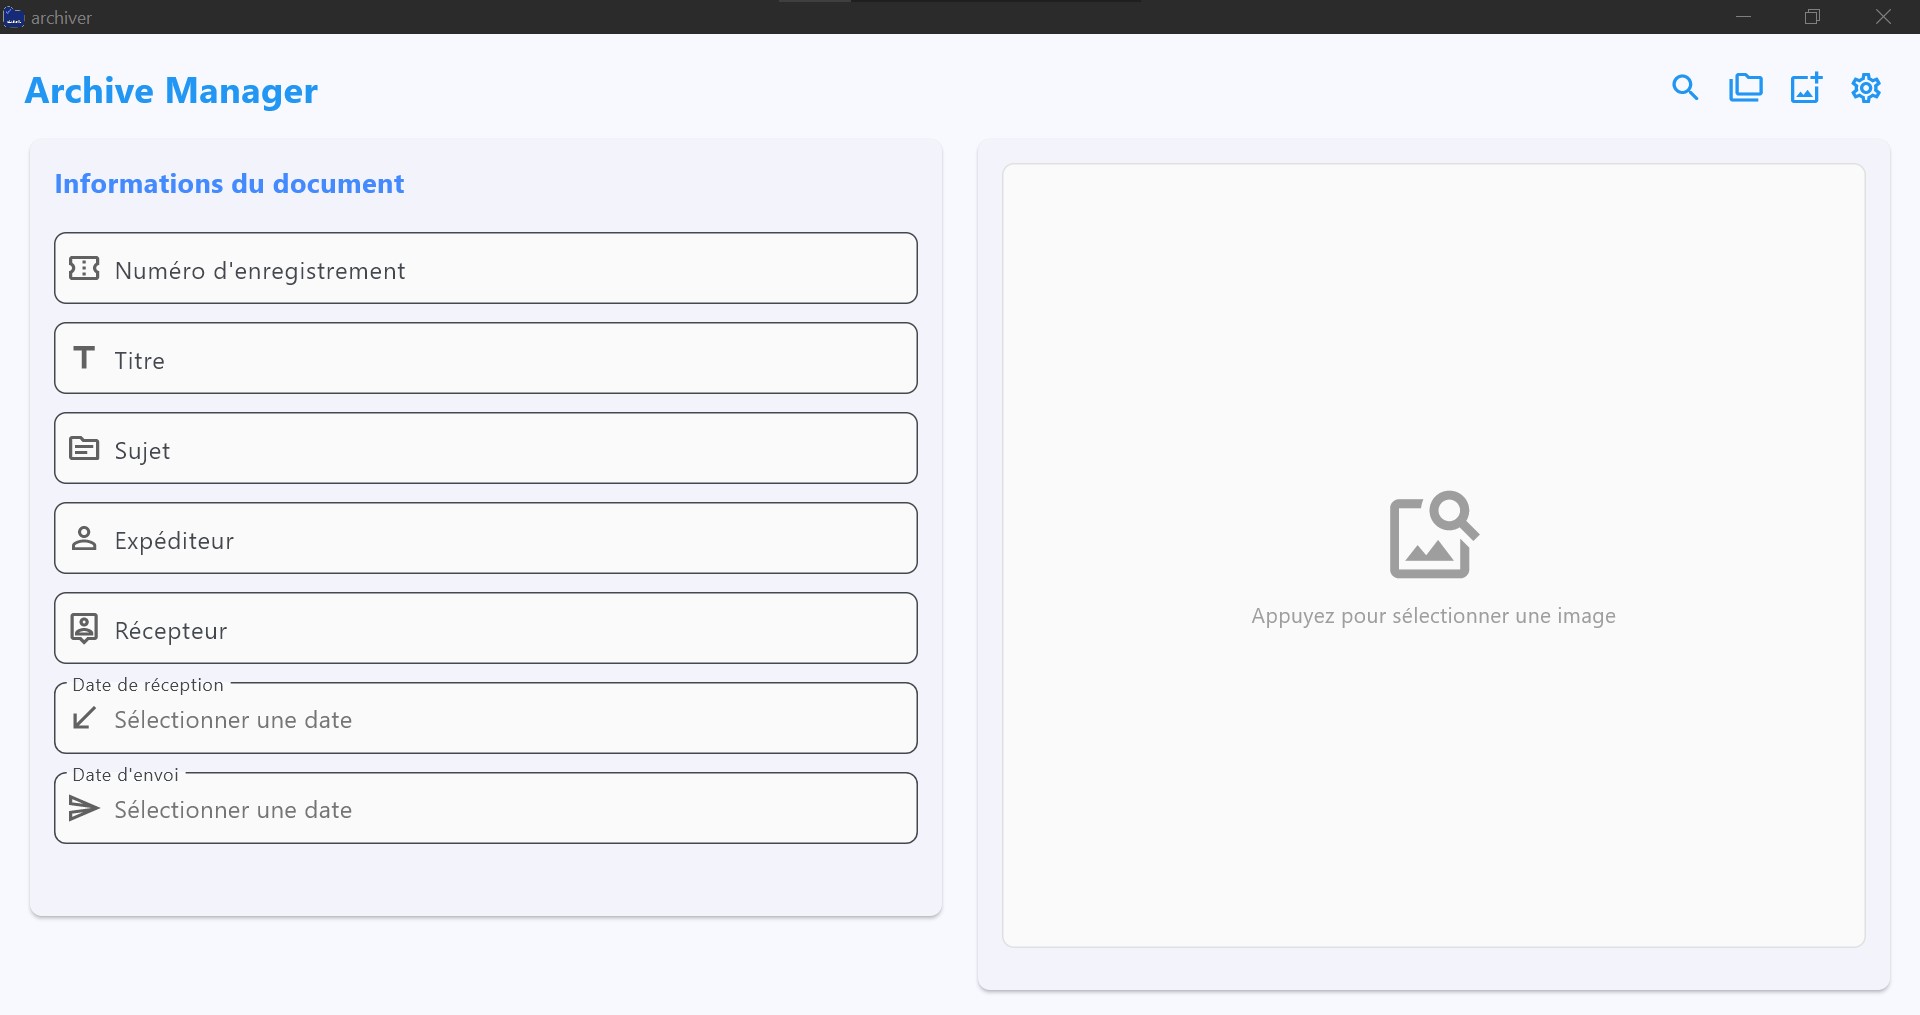 archiver
Archive Manager
Informations du document
Numéro d'enregistrement
Titre
Sujet
Expéditeur
Récepteur
Date de réception
Sélectionner une date
Date d'envoi
Sélectionner une date
Appuyez pour sélectionner une image